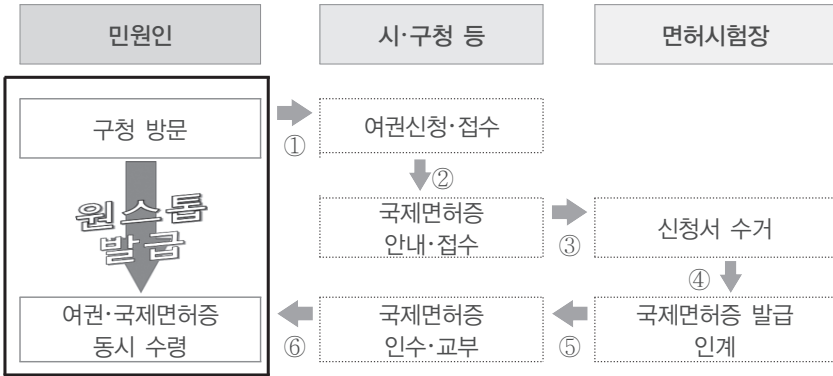 민원인
시·구청 등
면허시험장
구청 방문
①
여권신청·접수
②
원스톱
발급
국제면허증
안내·접수
③
신청서 수거
④
여권·국제면허증
동시 수령
⑥
국제면허증
인수·교부
⑤
국제면허증 발급
인계